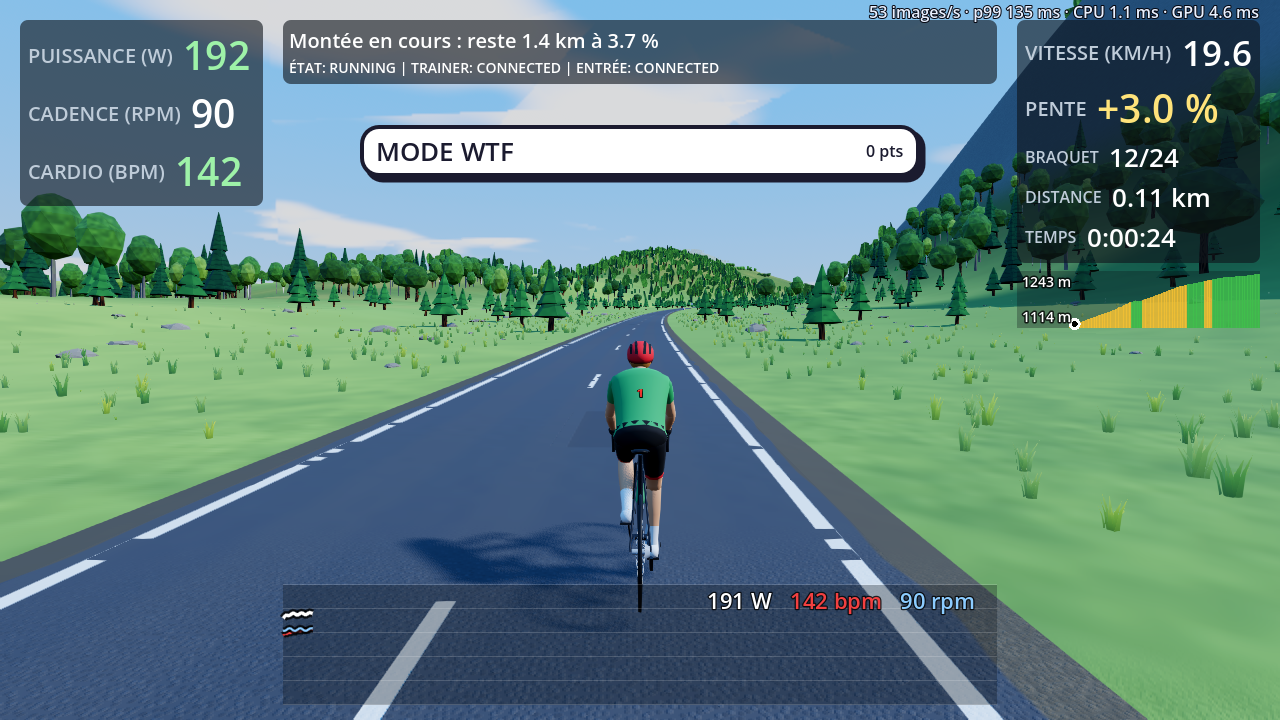 53 images/s · p99 135 ms · CPU 1.1 ms · GPU 4.6 ms
PUISSANCE (W) 192
CADENCE (RPM) 90
CARDIO (BPM) 142
Montée en cours : reste 1.4 km à 3.7 %
ÉTAT: RUNNING | TRAINER: CONNECTED | ENTRÉE: CONNECTED
MODE WTF 0 pts
VITESSE (KM/H) 19.6
PENTE +3.0 %
BRAQUET 12/24
DISTANCE 0.11 km
TEMPS 0:00:24
1243 m
1114 m
1
191 W 142 bpm 90 rpm